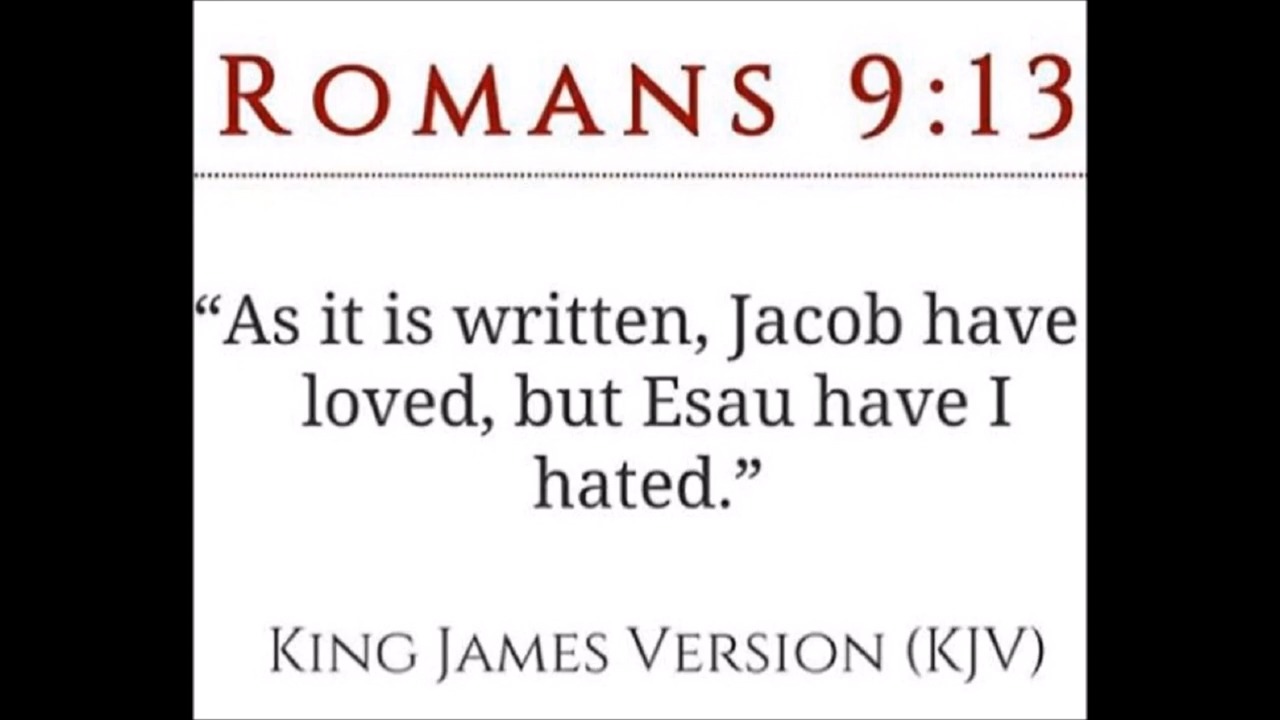 ROMANS 9:13
“As it is written, Jacob have
loved, but Esau have I
hated.”
KING JAMES VERSION (KJV)